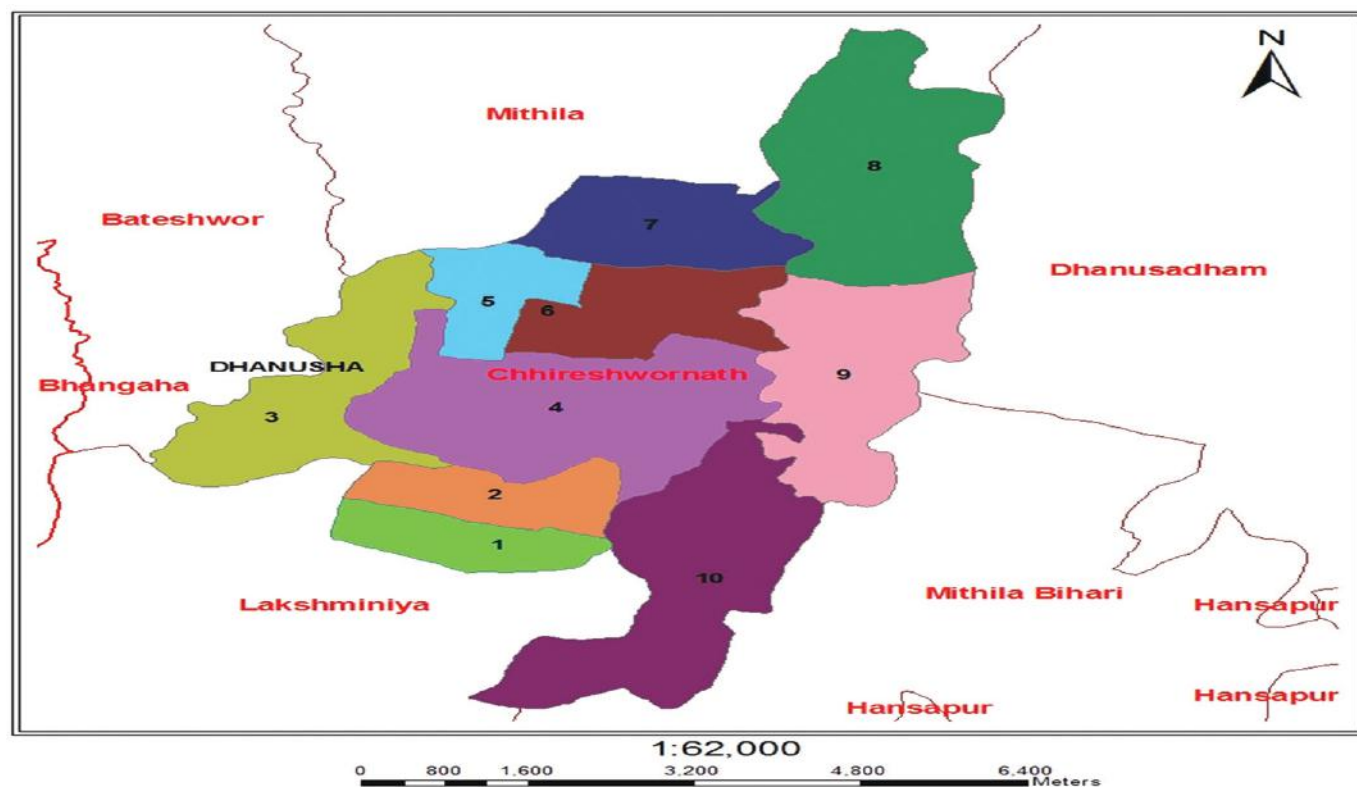 N
Mithila
8
Bateshwor
7
Dhanusadham
5
6
DHANUSHA
Chhireshwornath
Bhangaha
9
3
4
2
1
10
Lakshminiya
Mithila Bihari
Hansapur
Hansapur
Hansapur
1:62,000
0 800 1,600 3,200 4,800 6,400
Meters